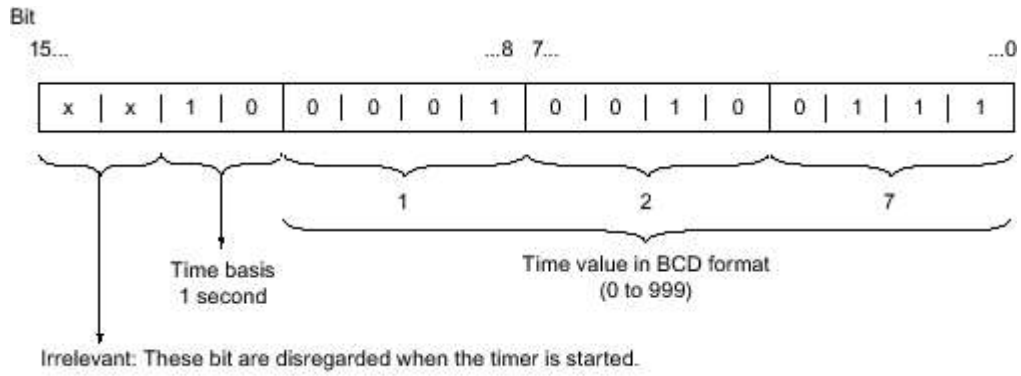 Bit
15... ...8 7... ...0
x | x | 1 | 0 | 0 | 0 | 0 | 1 | 0 | 0 | 1 | 0 | 0 | 1 | 1 | 1
1 2 7
Time basis
1 second
Time value in BCD format
(0 to 999)
Irrelevant: These bit are disregarded when the timer is started.